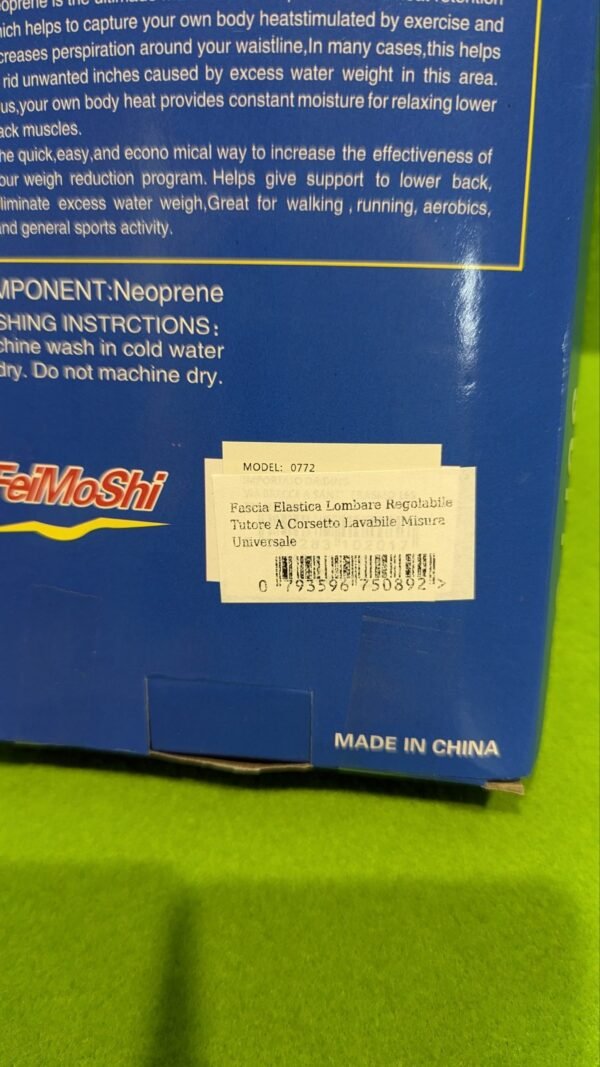 oprene is the
hich helps to capture your own body heatstimulated by exercise and
creases perspiration around your waistline,In many cases,this helps
rid unwanted inches caused by excess water weight in this area.
us,your own body heat provides constant moisture for relaxing lower
ack muscles.
he quick,easy,and econo mical way to increase the effectiveness of
our weigh reduction program. Helps give support to lower back,
liminate excess water weigh,Great for walking , running, aerobics,
and general sports activity.
MPONENT:Neoprene
SHING INSTRCTIONS:
chine wash in cold water
dry. Do not machine dry.
FeiMoShi
MODEL: 0772
Fascia Elastica Lombare Regolabile
Tutore A Corsetto Lavabile Misura
Universale
0 793596 750892 >
MADE IN CHINA